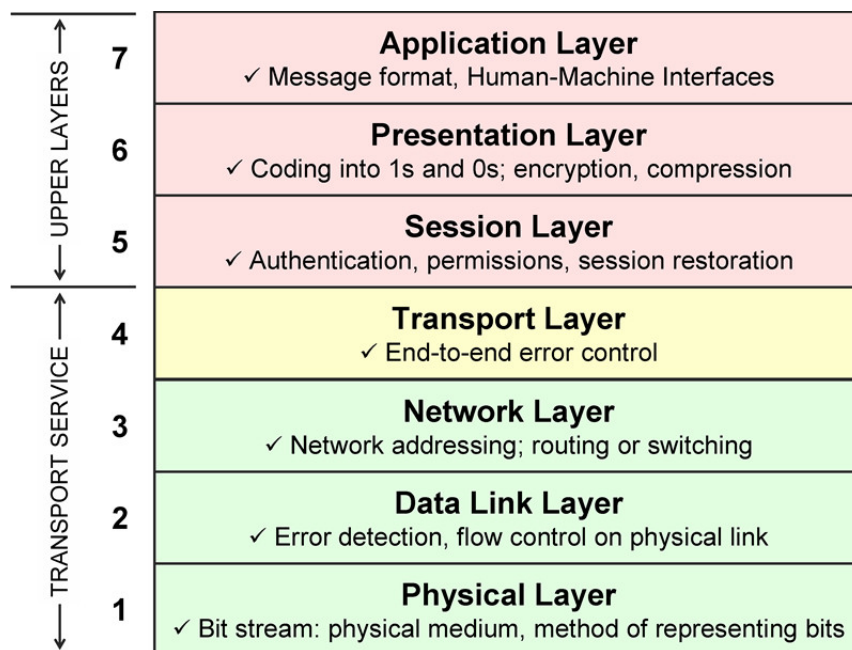 UPPER LAYERS
7
Application Layer
✓ Message format, Human-Machine Interfaces
6
Presentation Layer
✓ Coding into 1s and 0s; encryption, compression
5
Session Layer
✓ Authentication, permissions, session restoration
TRANSPORT SERVICE
4
Transport Layer
✓ End-to-end error control
3
Network Layer
✓ Network addressing; routing or switching
2
Data Link Layer
✓ Error detection, flow control on physical link
1
Physical Layer
✓ Bit stream: physical medium, method of representing bits